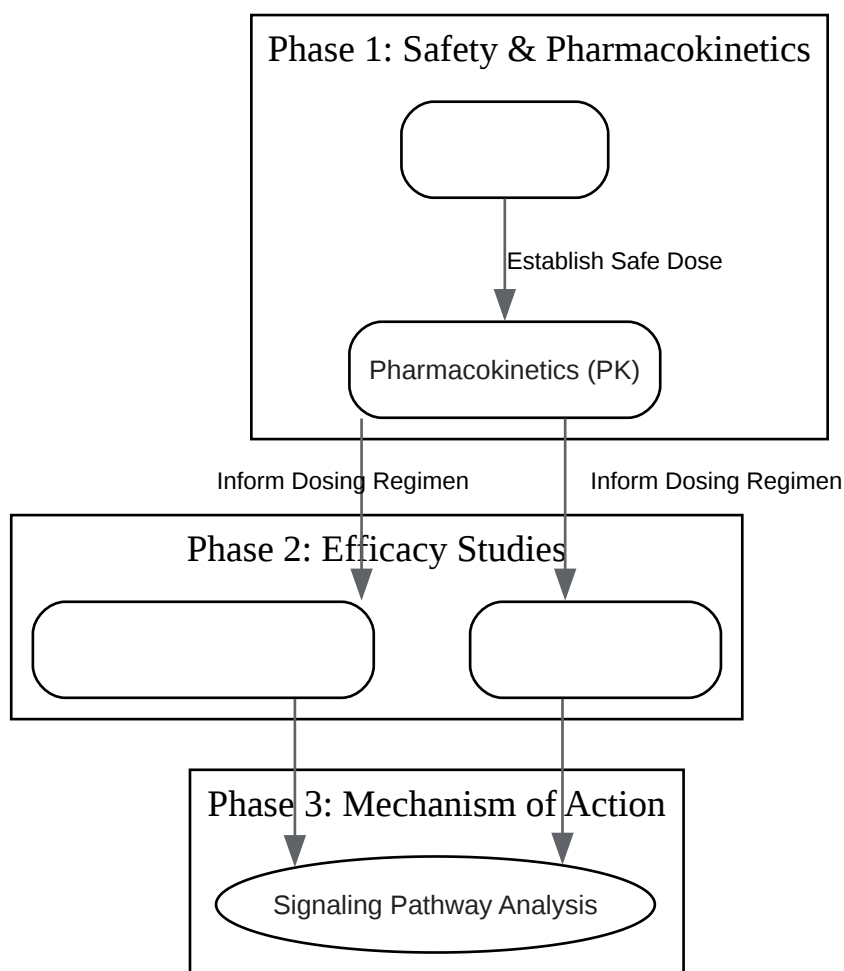 Phase 1: Safety & Pharmacokinetics
Establish Safe Dose
Pharmacokinetics (PK)
Inform Dosing Regimen
Inform Dosing Regimen
Phase 2: Efficacy Studies
Phase 3: Mechanism of Action
Signaling Pathway Analysis